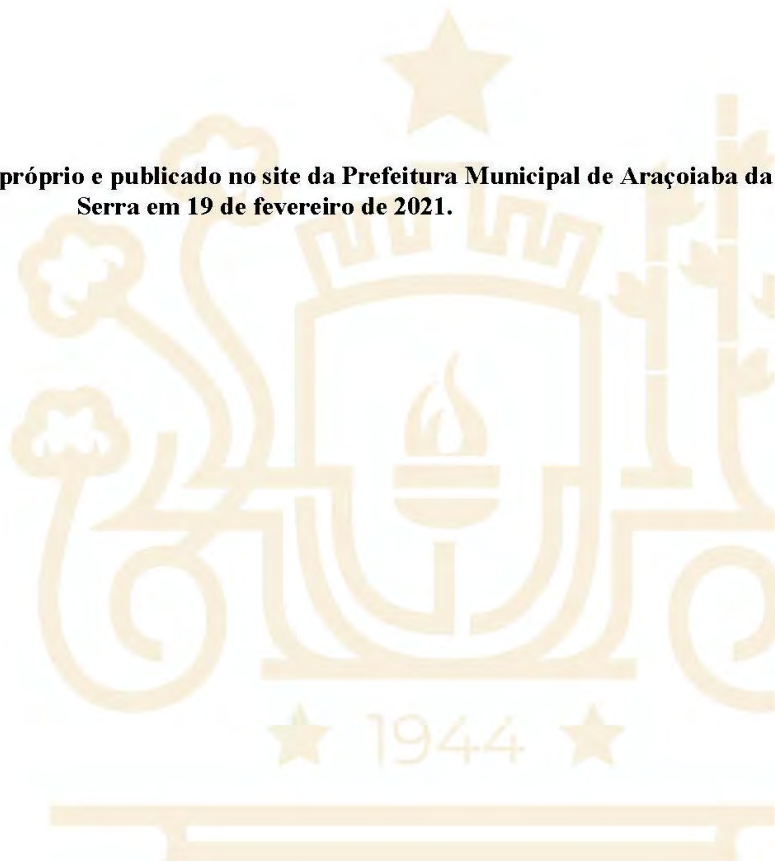 próprio e publicado no site da Prefeitura Municipal de Araçoiaba da
Serra em 19 de fevereiro de 2021.
1944